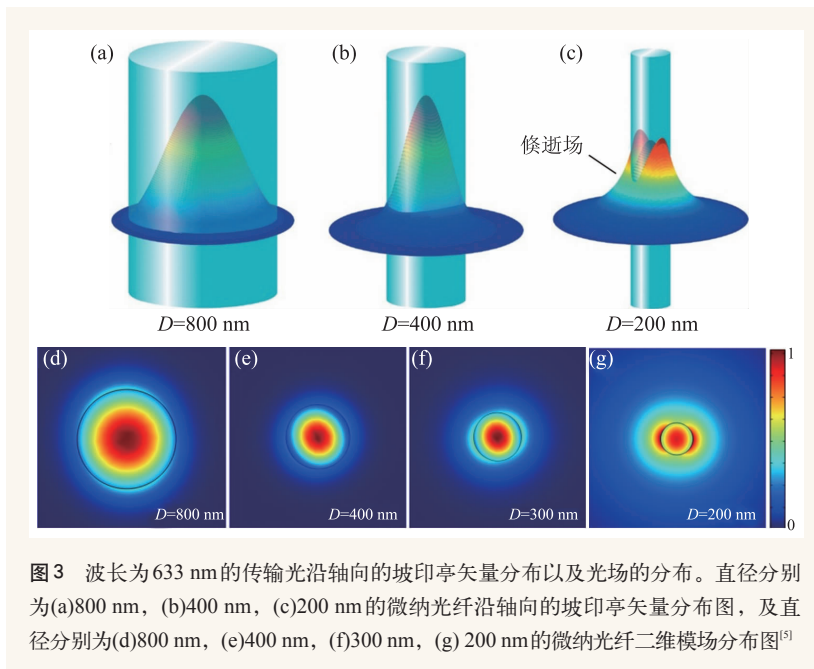 (a)
(b)
(c)
倏逝场
D=800 nm
D=400 nm
D=200 nm
(d)
(e)
(f)
(g)
1
D=800 nm
D=400 nm
D=300 nm
D=200 nm
0
图3 波长为633 nm的传输光沿轴向的坡印亭矢量分布以及光场的分布。直径分别
为(a)800 nm，(b)400 nm，(c)200 nm的微纳光纤沿轴向的坡印亭矢量分布图，及直
径分别为(d)800 nm，(e)400 nm，(f)300 nm，(g) 200 nm的微纳光纤二维模场分布图[5]